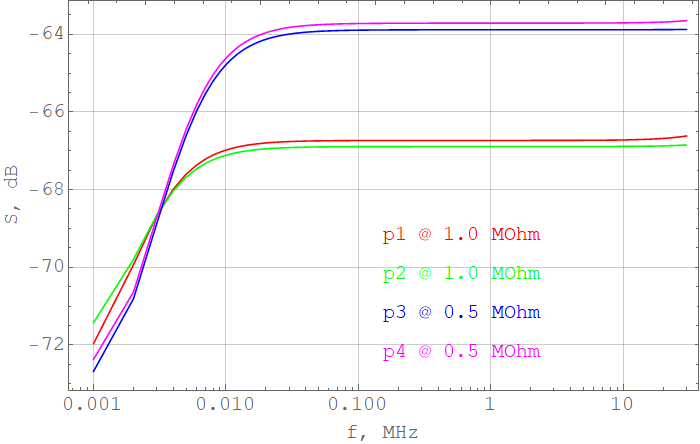 -64
-66
-68
-70
-72
S, dB
p1 @ 1.0 MOhm
p2 @ 1.0 MOhm
p3 @ 0.5 MOhm
p4 @ 0.5 MOhm
0.001 0.010 0.100 1 10
f, MHz